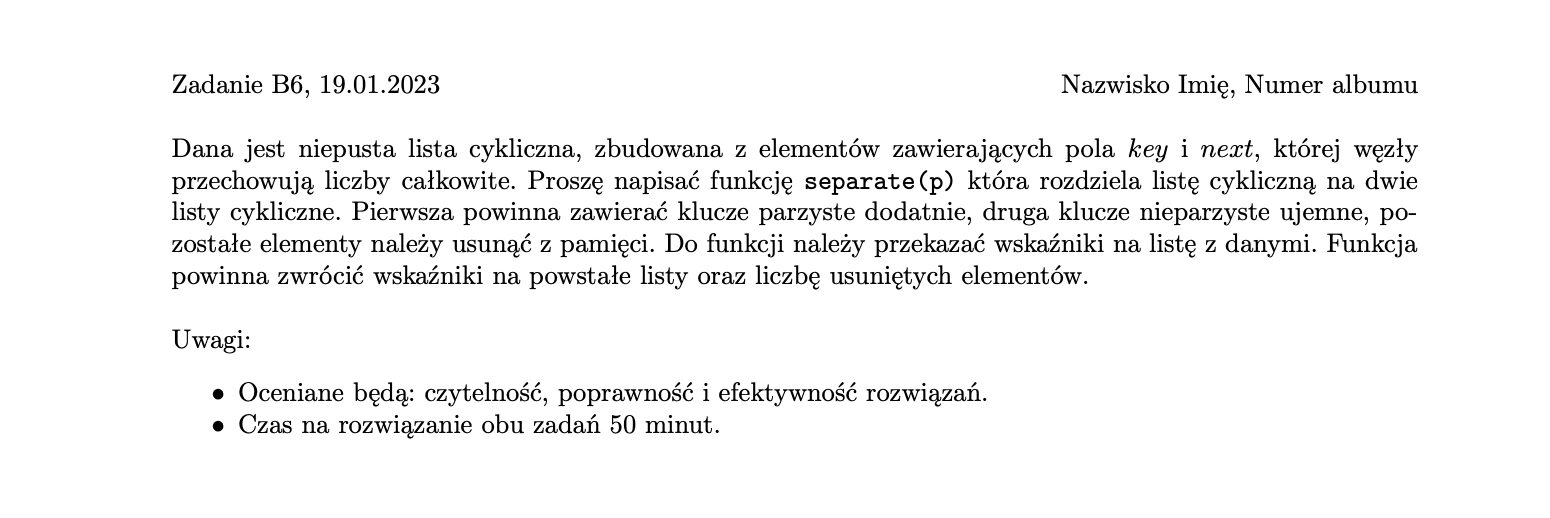 Zadanie B6, 19.01.2023 Nazwisko Imię, Numer albumu
Dana jest niepusta lista cykliczna, zbudowana z elementów zawierających pola key i next, której węzły
przechowują liczby całkowite. Proszę napisać funkcję separate(p) która rozdziela listę cykliczną na dwie
listy cykliczne. Pierwsza powinna zawierać klucze parzyste dodatnie, druga klucze nieparzyste ujemne, po-
zostałe elementy należy usunąć z pamięci. Do funkcji należy przekazać wskaźniki na listę z danymi. Funkcja
powinna zwrócić wskaźniki na powstałe listy oraz liczbę usuniętych elementów.
Uwagi:
• Oceniane będą: czytelność, poprawność i efektywność rozwiązań.
• Czas na rozwiązanie obu zadań 50 minut.